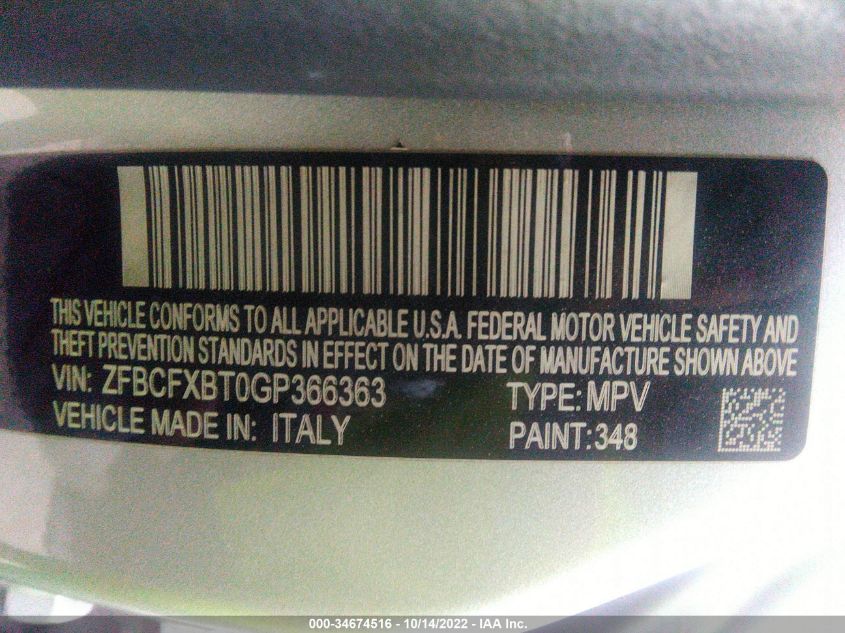 THIS VEHICLE CONFORMS TO ALL APPLICABLE U.S.A. FEDERAL MOTOR VEHICLE SAFETY AND
THEFT PREVENTION STANDARDS IN EFFECT ON THE DATE OF MANUFACTURE SHOWN ABOVE
VIN: ZFBCFXBT0GP366363 TYPE: MPV
VEHICLE MADE IN: ITALY PAINT: 348
000-34674516 - 10/14/2022 - IAA Inc.